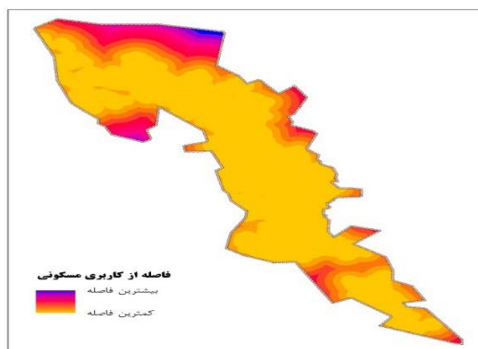 فاصله از کاربری مسکونی
بیشترین فاصله
کمترین فاصله